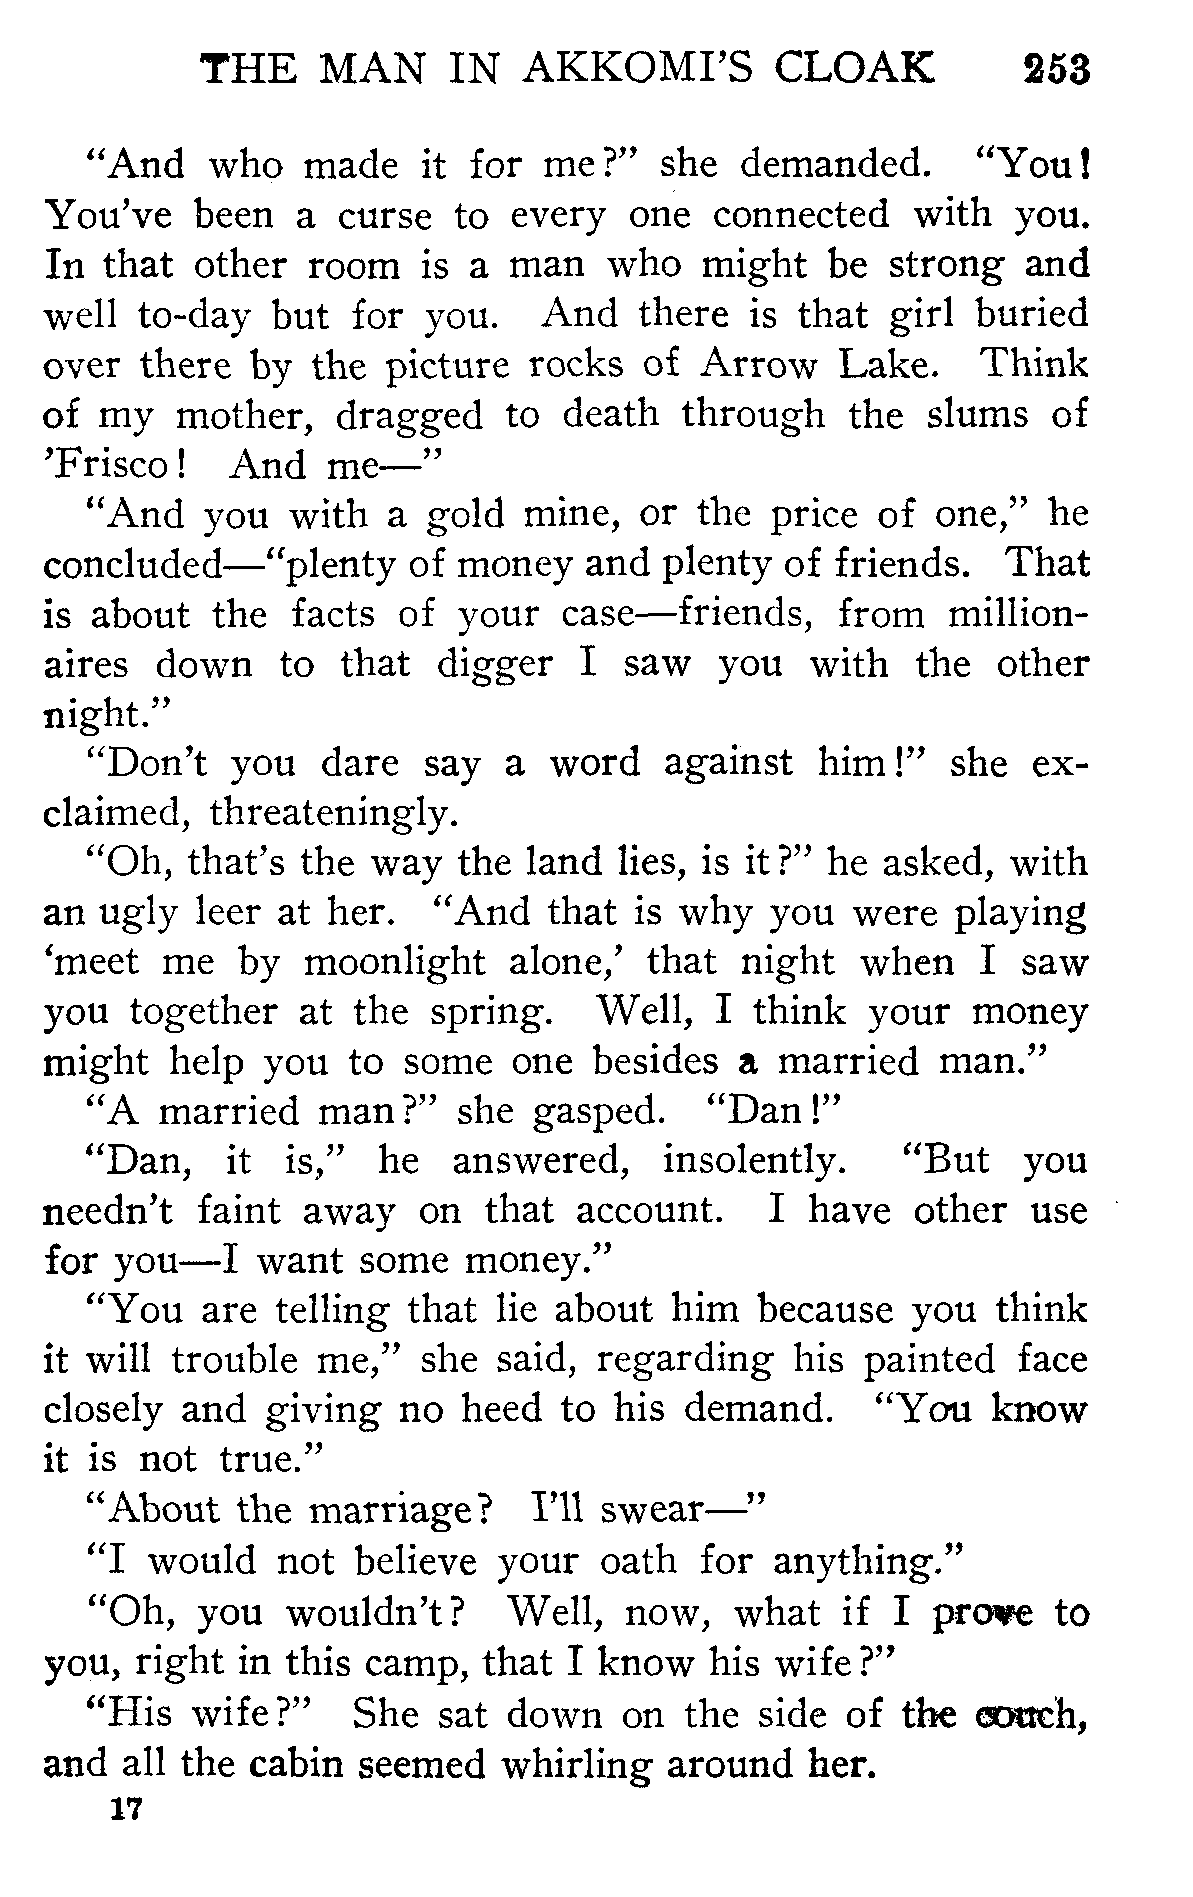 THE MAN IN AKKOMI'S CLOAK 253
“And who made it for me?” she demanded. “You!
You've been a curse to every one connected with you.
In that other room is a man who might be strong and
well to-day but for you. And there is that girl buried
over there by the picture rocks of Arrow Lake. Think
of my mother, dragged to death through the slums of
’Frisco! And me—”
“And you with a gold mine, or the price of one,” he
concluded—“plenty of money and plenty of friends. That
is about the facts of your case—friends, from million-
aires down to that digger I saw you with the other
night.”
“Don't you dare say a word against him!” she ex-
claimed, threateningly.
“Oh, that's the way the land lies, is it?” he asked, with
an ugly leer at her. “And that is why you were playing
‘meet me by moonlight alone,’ that night when I saw
you together at the spring. Well, I think your money
might help you to some one besides a married man.”
“A married man?” she gasped. “Dan!”
“Dan, it is,” he answered, insolently. “But you
needn't faint away on that account. I have other use
for you—I want some money.”
“You are telling that lie about him because you think
it will trouble me,” she said, regarding his painted face
closely and giving no heed to his demand. “You know
it is not true.”
“About the marriage? I'll swear—”
“I would not believe your oath for anything.”
“Oh, you wouldn't? Well, now, what if I prove to
you, right in this camp, that I know his wife?”
“His wife?” She sat down on the side of the couch,
and all the cabin seemed whirling around her.
17